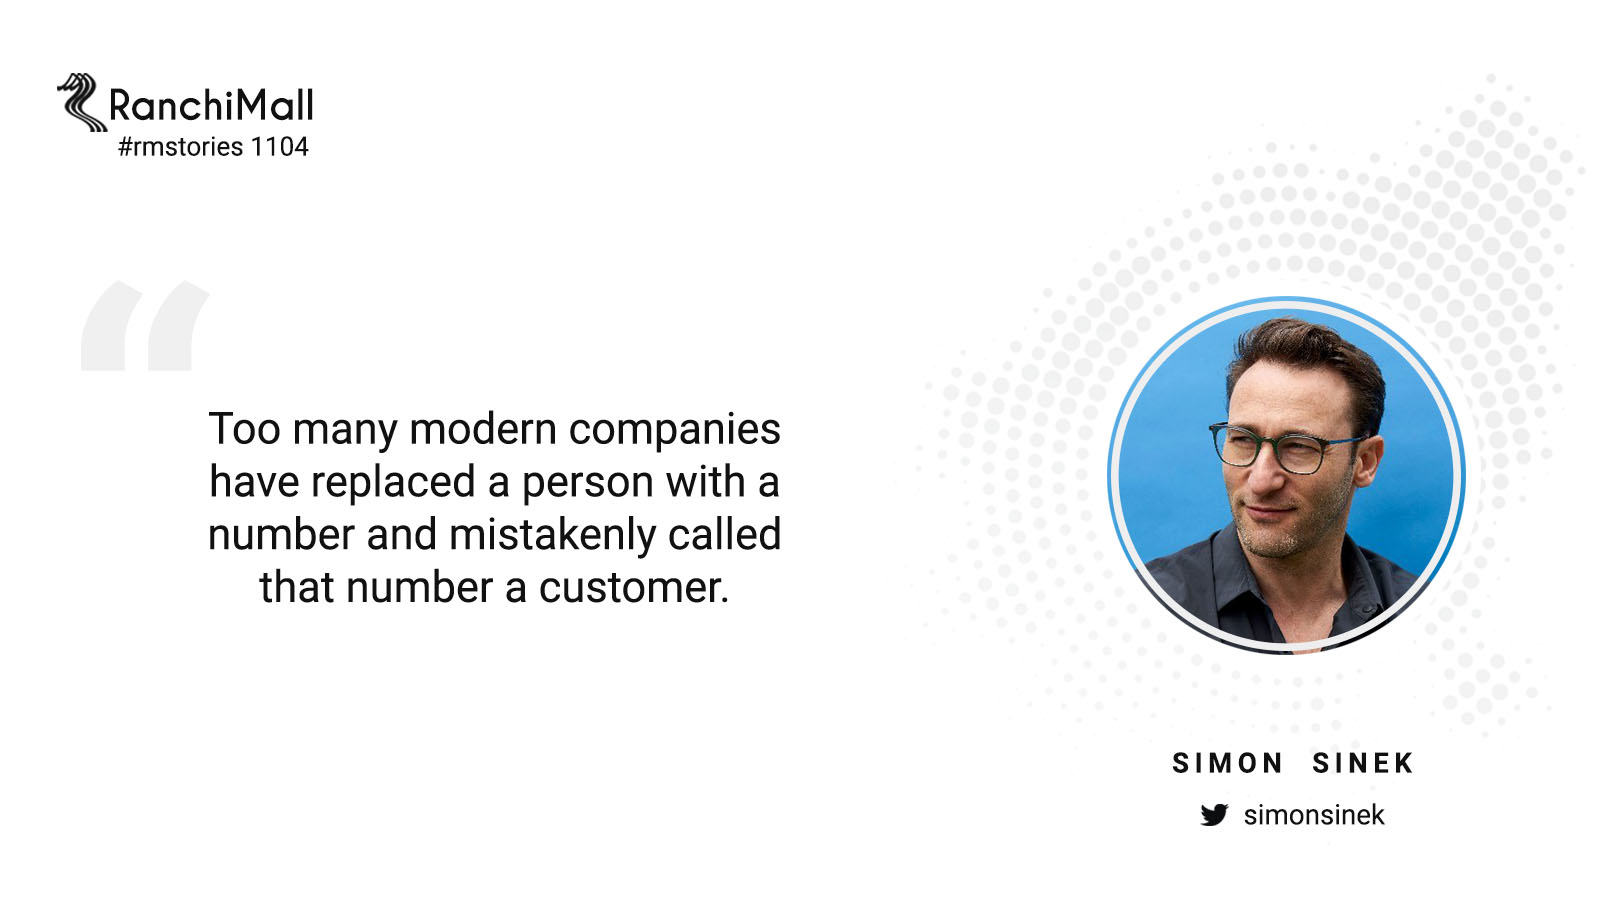 RanchiMall
#rmstories 1104
Too many modern companies
have replaced a person with a
number and mistakenly called
that number a customer.
SIMON SINEK
simonsinek